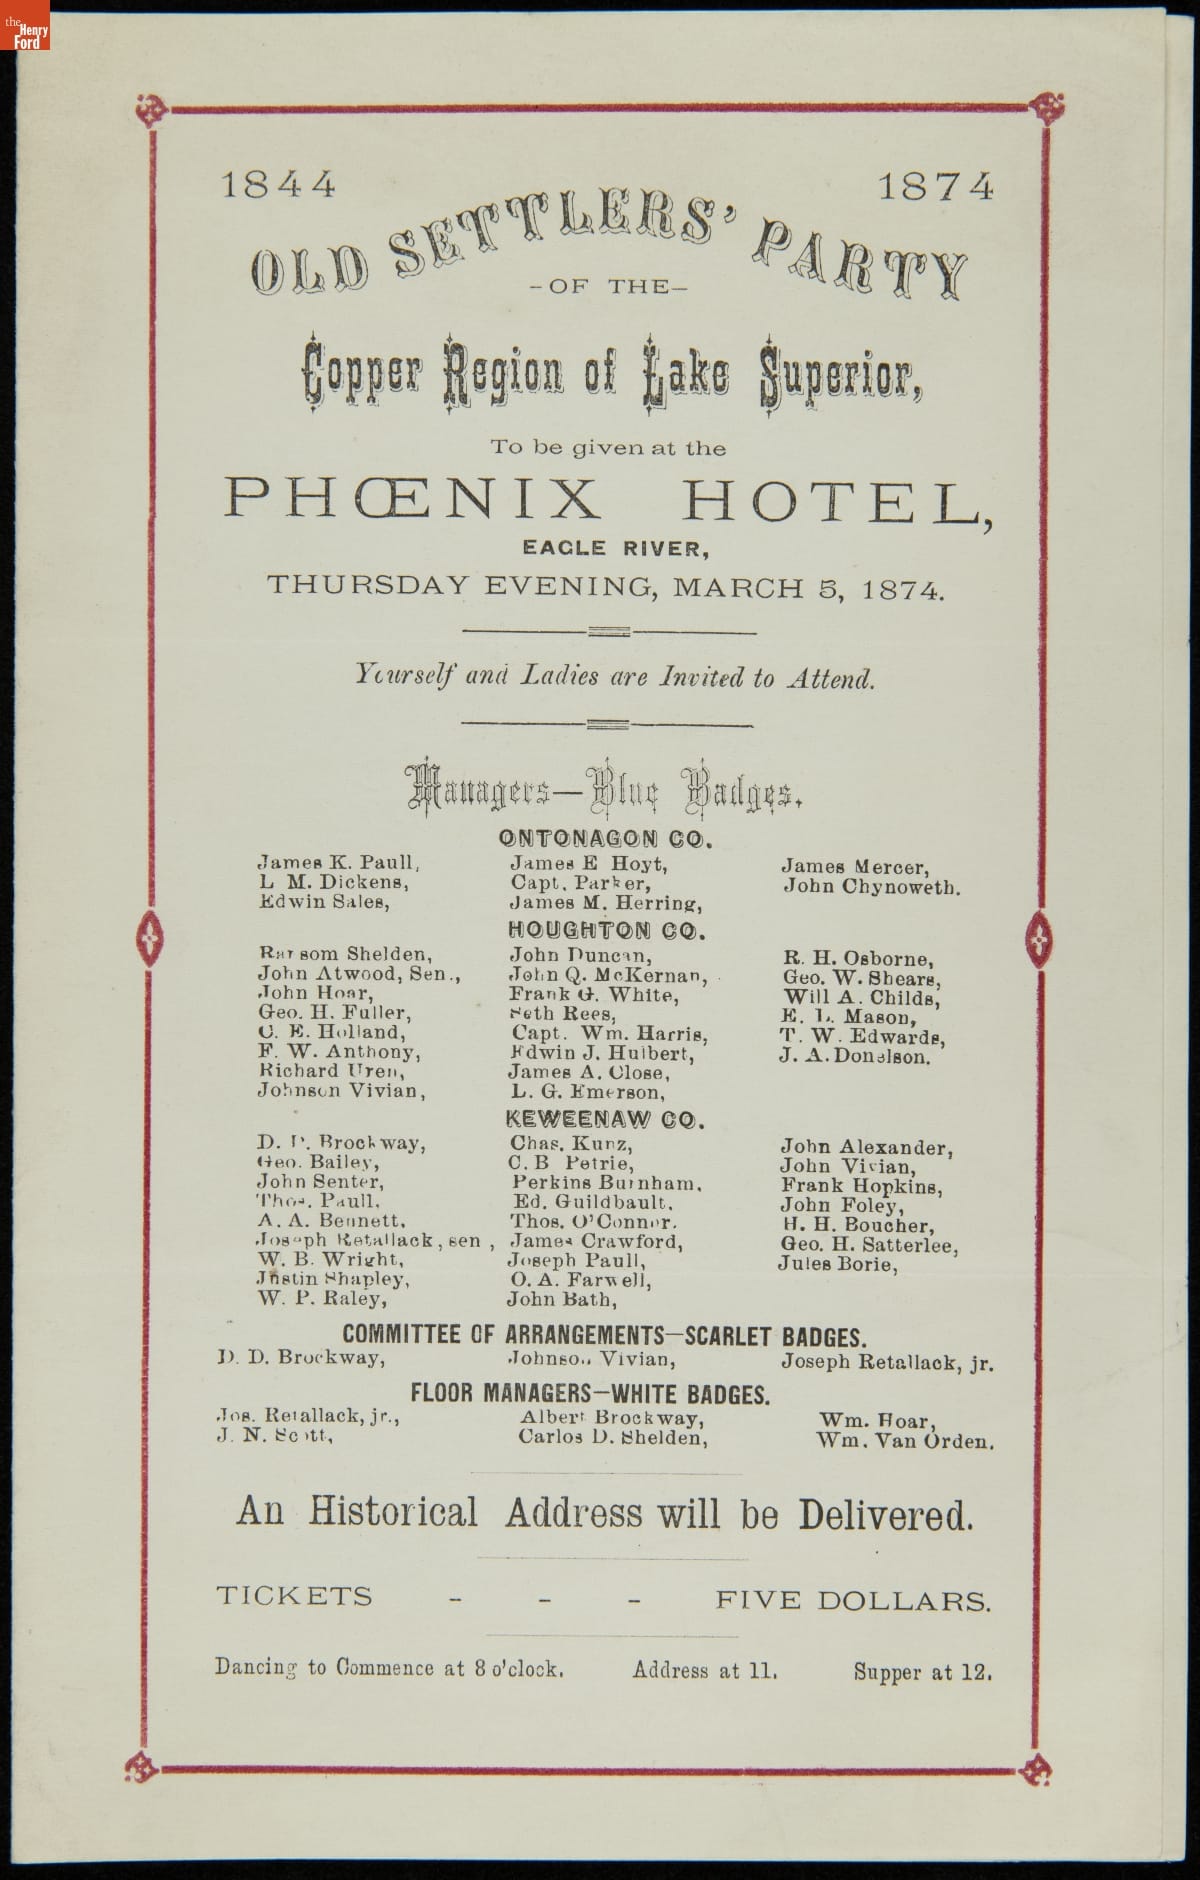 the Henry Ford
1844 1874
OLD SETTLERS' PARTY
-OF THE-
Copper Region of Lake Superior,
To be given at the
PHŒNIX HOTEL,
EAGLE RIVER,
THURSDAY EVENING, MARCH 5, 1874.
Yourself and Ladies are Invited to Attend.
Managers—Blue Badges.
ONTONAGON CO.
James K. Paull, James E Hoyt, James Mercer,
L M. Dickens, Capt. Parker, John Chynoweth.
Edwin Sales, James M. Herring,
HOUGHTON CO.
Ransom Shelden, John Duncan, R. H. Osborne,
John Atwood, Sen., John Q. McKernan, Geo. W. Shears,
John Hoar, Frank G. White, Will A. Childs,
Geo. H. Fuller, Seth Rees, E. L. Mason,
C. E. Holland, Capt. Wm. Harris, T. W. Edwards,
F. W. Anthony, Edwin J. Hulbert, J. A. Donelson.
Richard Uren, James A. Close,
Johnson Vivian, L. G. Emerson,
KEWEENAW CO.
D. D. Brockway, Chas. Kunz, John Alexander,
Geo. Bailey, C. B Petrie, John Vivian,
John Senter, Perkins Burnham, Frank Hopkins,
Thos. Paull, Ed. Guildbault, John Foley,
A. A. Bennett, Thos. O'Connor. H. H. Boucher,
Joseph Retallack, sen, James Crawford, Geo. H. Satterlee,
W. B. Wright, Joseph Paull, Jules Borie,
Justin Shapley, O. A. Farwell,
W. P. Raley, John Bath,
COMMITTEE OF ARRANGEMENTS—SCARLET BADGES.
D. D. Brockway, Johnson Vivian, Joseph Retallack, jr.
FLOOR MANAGERS—WHITE BADGES.
Jos. Retallack, jr., Albert Brockway, Wm. Hoar,
J. N. Scott, Carlos D. Shelden, Wm. Van Orden.
An Historical Address will be Delivered.
TICKETS - - - FIVE DOLLARS.
Dancing to Commence at 8 o'clock. Address at 11. Supper at 12.